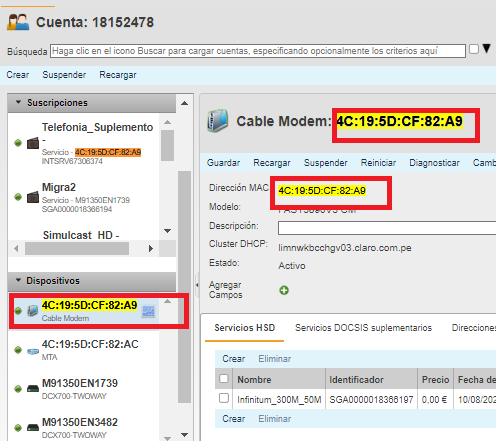 Cuenta: 18152478
Búsqueda Haga clic en el icono Buscar para cargar cuentas, especificando opcionalmente los criterios aquí
Crear Suspender Recargar
Suscripciones
Telefonía_Suplemento
-
Servicio - 4C:19:5D:CF:82:A9
INTSRV67306374
Migra2
Servicio - M91350EN1739
SGA0000018366194
Simulcast_HD -
Dispositivos
4C:19:5D:CF:82:A9
Cable Modem
4C:19:5D:CF:82:AC
MTA
M91350EN1739
DCX700-TWOWAY
M91350EN3482
DCX700-TWOWAY
Cable Modem: 4C:19:5D:CF:82:A9
Guardar Recargar Suspender Reiniciar Diagnosticar Camb
Dirección MAC: 4C:19:5D:CF:82:A9
Modelo:
Descripción:
Cluster DHCP: limnwkbcchgv03.claro.com.pe
Estado: Activo
Agregar
Campos
Servicios HSD Servicios DOCSIS suplementarios Direcciones
Crear Eliminar
Nombre Identificador Precio Fecha de
Infinitum_300M_50M SGA0000018366197 0,00 € 10/08/202
Crear Eliminar